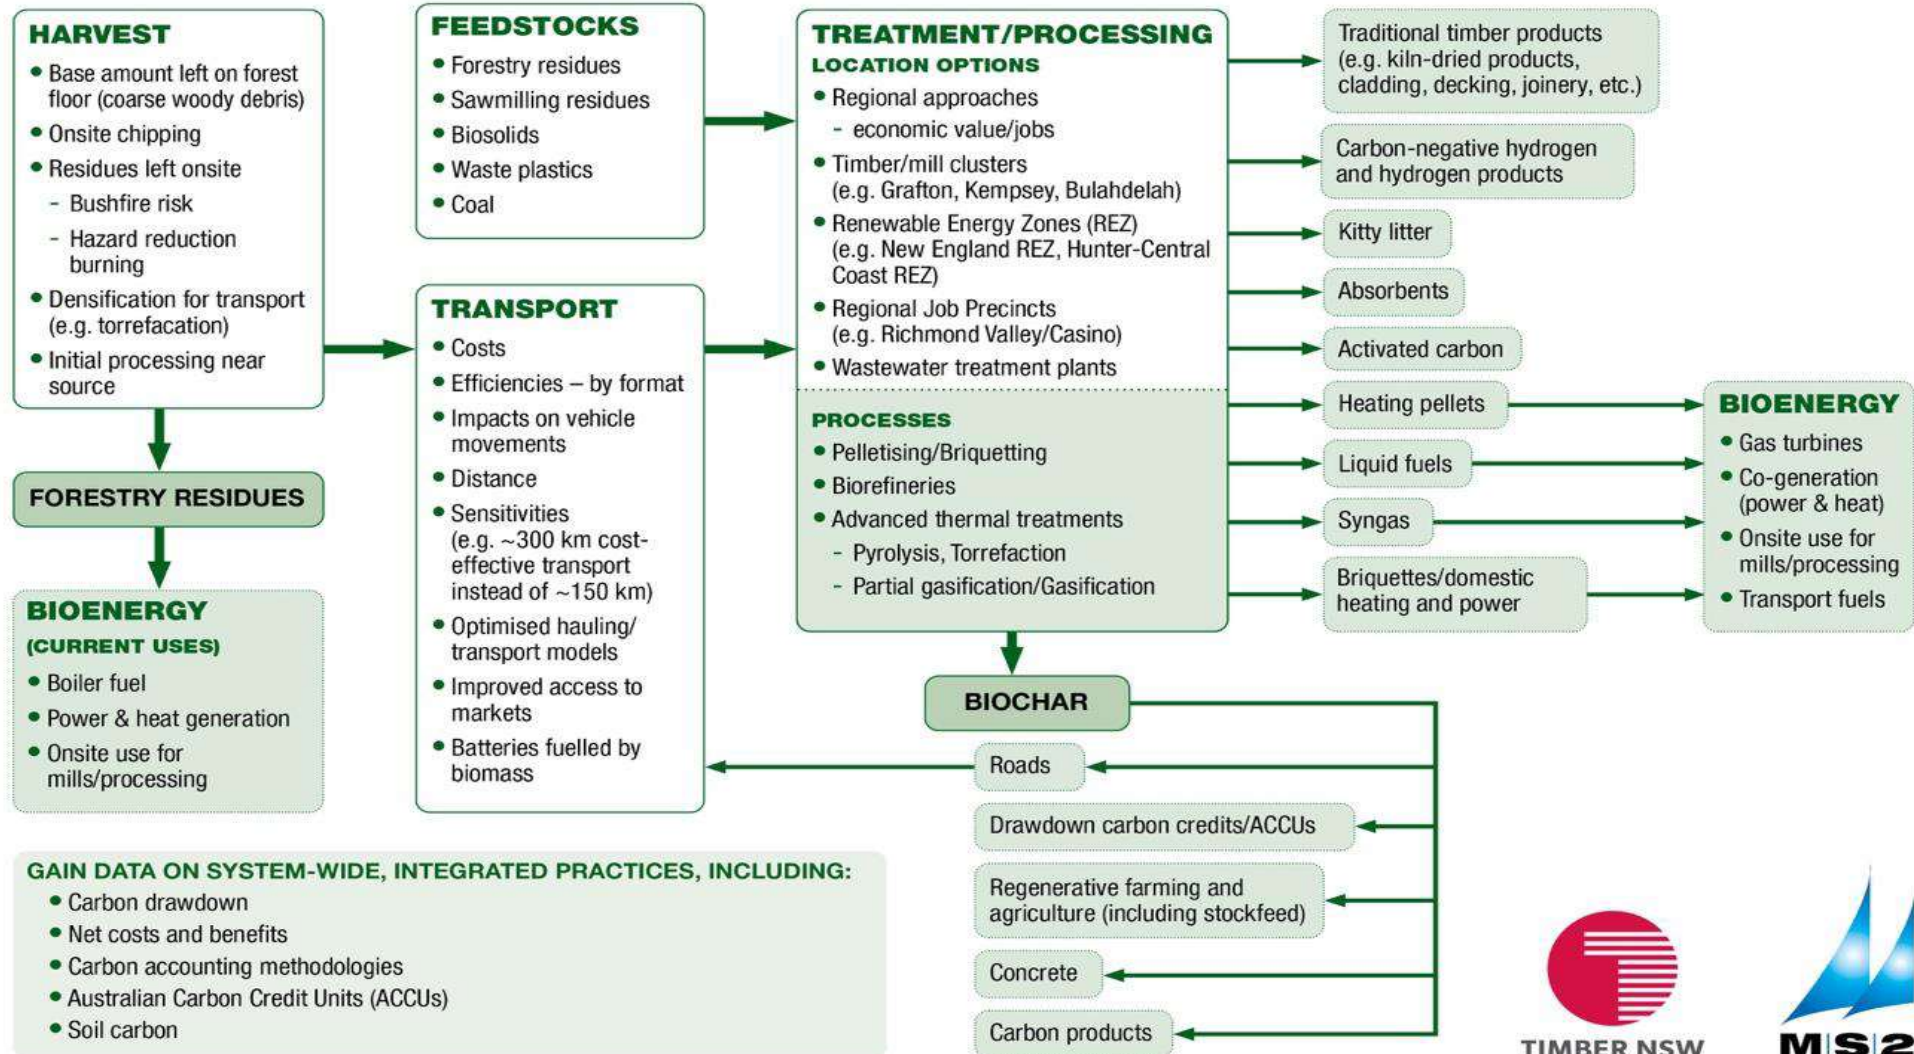 HARVEST
• Base amount left on forest
floor (coarse woody debris)
• Onsite chipping
• Residues left onsite
- Bushfire risk
- Hazard reduction
burning
• Densification for transport
(e.g. torrefacation)
• Initial processing near
source
FORESTRY RESIDUES
BIOENERGY
(CURRENT USES)
• Boiler fuel
• Power & heat generation
• Onsite use for
mills/processing
FEEDSTOCKS
• Forestry residues
• Sawmilling residues
• Biosolids
• Waste plastics
• Coal
TRANSPORT
• Costs
• Efficiencies – by format
• Impacts on vehicle
movements
• Distance
• Sensitivities
(e.g. ~300 km cost-
effective transport
instead of ~150 km)
• Optimised hauling/
transport models
• Improved access to
markets
• Batteries fuelled by
biomass
TREATMENT/PROCESSING
LOCATION OPTIONS
• Regional approaches
- economic value/jobs
• Timber/mill clusters
(e.g. Grafton, Kempsey, Bulahdelah)
• Renewable Energy Zones (REZ)
(e.g. New England REZ, Hunter-Central
Coast REZ)
• Regional Job Precincts
(e.g. Richmond Valley/Casino)
• Wastewater treatment plants
PROCESSES
• Pelletising/Briquetting
• Biorefineries
• Advanced thermal treatments
- Pyrolysis, Torrefaction
- Partial gasification/Gasification
Traditional timber products
(e.g. kiln-dried products,
cladding, decking, joinery, etc.)
Carbon-negative hydrogen
and hydrogen products
Kitty litter
Absorbents
Activated carbon
Heating pellets
Liquid fuels
Syngas
Briquettes/domestic
heating and power
BIOENERGY
• Gas turbines
• Co-generation
(power & heat)
• Onsite use for
mills/processing
• Transport fuels
BIOCHAR
Roads
Drawdown carbon credits/ACCUs
Regenerative farming and
agriculture (including stockfeed)
Concrete
Carbon products
GAIN DATA ON SYSTEM-WIDE, INTEGRATED PRACTICES, INCLUDING:
• Carbon drawdown
• Net costs and benefits
• Carbon accounting methodologies
• Australian Carbon Credit Units (ACCUs)
• Soil carbon
TIMBER NSW
M|S|2